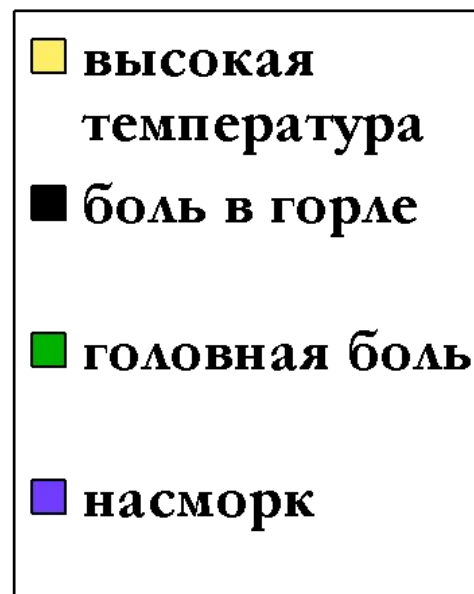 высокая
температура
боль в горле
головная боль
насморк